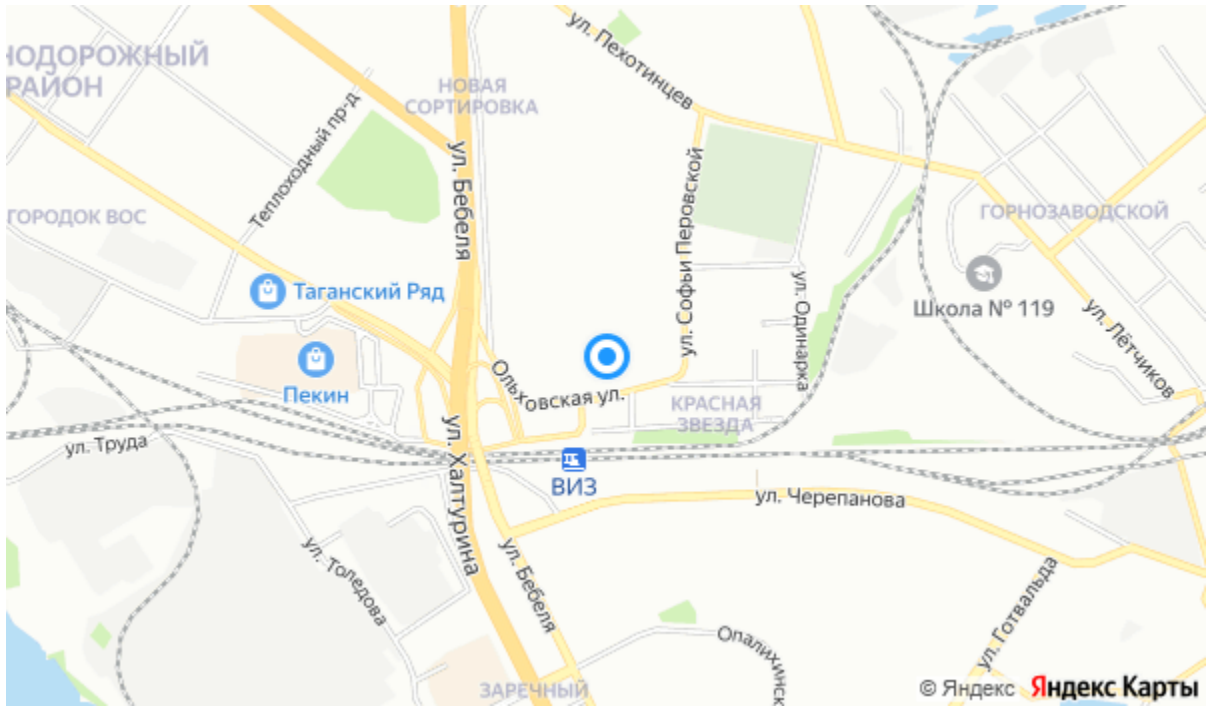 ул. Пехотинцев
НОДОРОЖНЫЙ
РАЙОН
НОВАЯ
СОРТИРОВКА
Теплоходный пр-д
ул. Бебеля
ул. Софьи Перовской
ГОРОДОК ВОС
ГОРНОЗАВОДСКОЙ
Таганский Ряд
ул. Одинарка
Школа № 119
ул. Лётчиков
Пекин
Ольховская ул.
КРАСНАЯ
ЗВЕЗДА
ул. Труда
ул. Халтурина
ВИЗ
ул. Черепанова
ул. Толедова
ул. Бебеля
ул. Готвальда
Опалихинск
ЗАРЕЧНЫЙ
© Яндекс Яндекс Карты